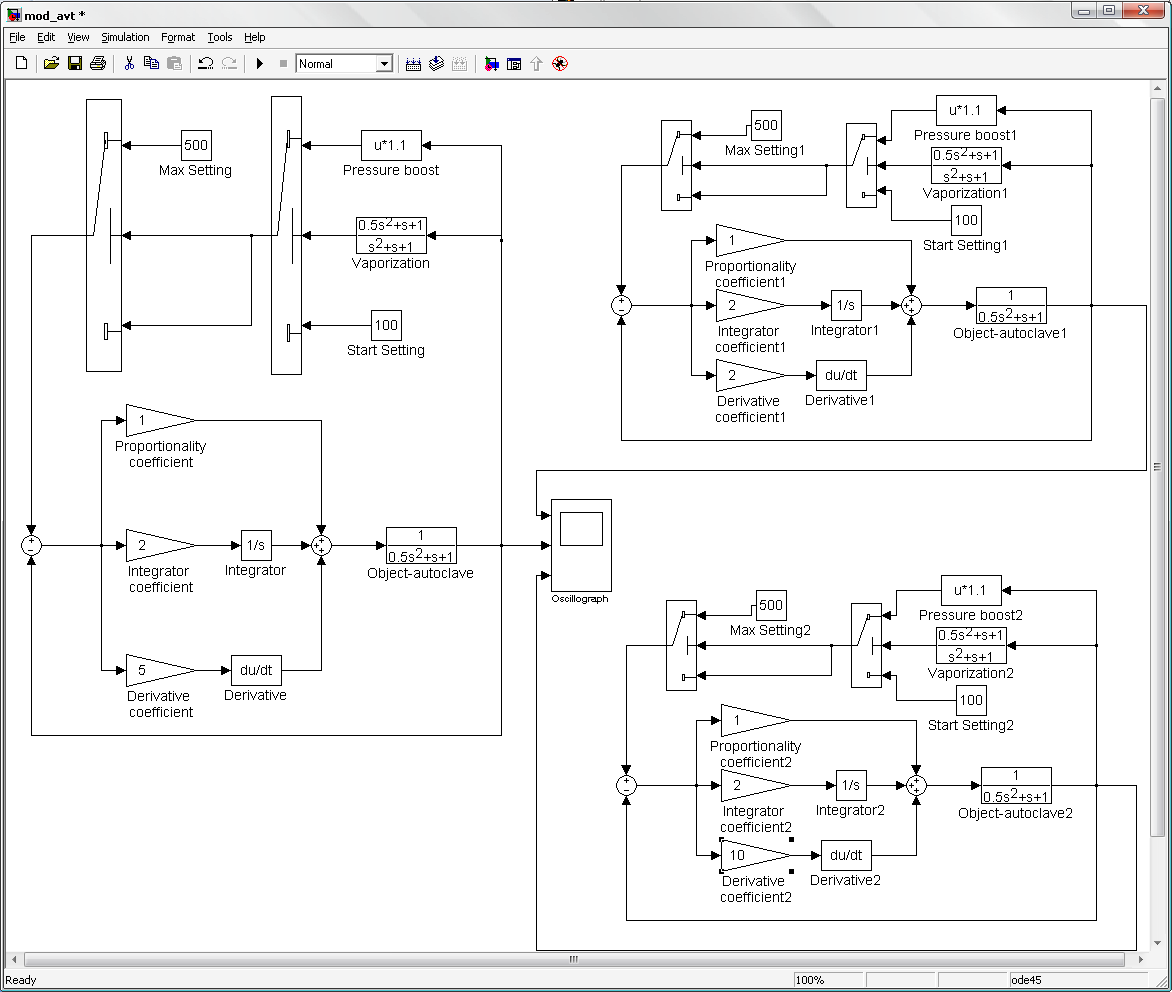 mod_avt *
File Edit View Simulation Format Tools Help
Normal
500
Max Setting
u*1.1
Pressure boost
0.5s2+s+1
s2+s+1
Vaporization
100
Start Setting
1
Proportionality
coefficient
+
-
2
Integrator
coefficient
1/s
Integrator
+
+
+
1
0.5s2+s+1
Object-autoclave
5
Derivative
coefficient
du/dt
Derivative
500
Max Setting1
u*1.1
Pressure boost1
0.5s2+s+1
s2+s+1
Vaporization1
100
Start Setting1
1
Proportionality
coefficient1
+
-
2
Integrator
coefficient1
1/s
Integrator1
+
+
+
1
0.5s2+s+1
Object-autoclave1
2
Derivative
coefficient1
du/dt
Derivative1
Oscillograph
500
Max Setting2
u*1.1
Pressure boost2
0.5s2+s+1
s2+s+1
Vaporization2
100
Start Setting2
1
Proportionality
coefficient2
+
-
2
Integrator
coefficient2
1/s
Integrator2
+
+
+
1
0.5s2+s+1
Object-autoclave2
10
Derivative
coefficient2
du/dt
Derivative2
Ready
100%
ode45